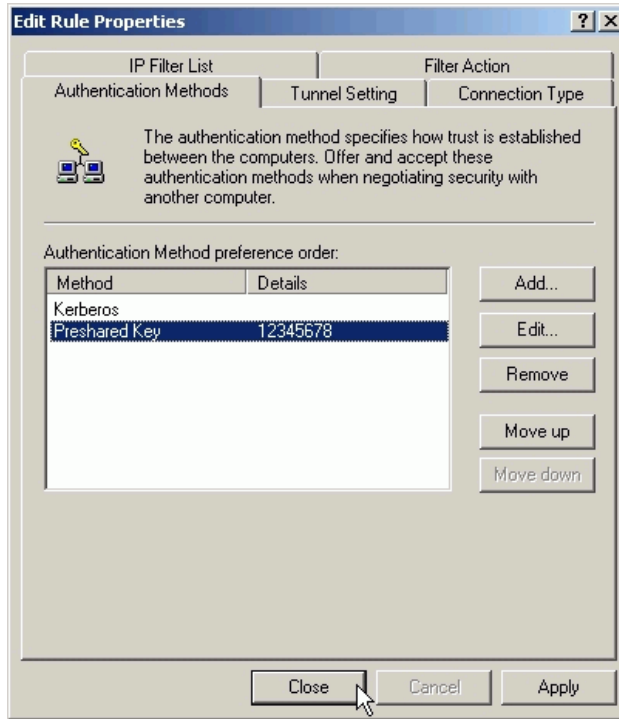 Edit Rule Properties
IP Filter List
Filter Action
Authentication Methods
Tunnel Setting
Connection Type
The authentication method specifies how trust is established
between the computers. Offer and accept these
authentication methods when negotiating security with
another computer.
Authentication Method preference order:
Method Details
Kerberos
Preshared Key 12345678
Add...
Edit...
Remove
Move up
Move down
Close
Cancel
Apply